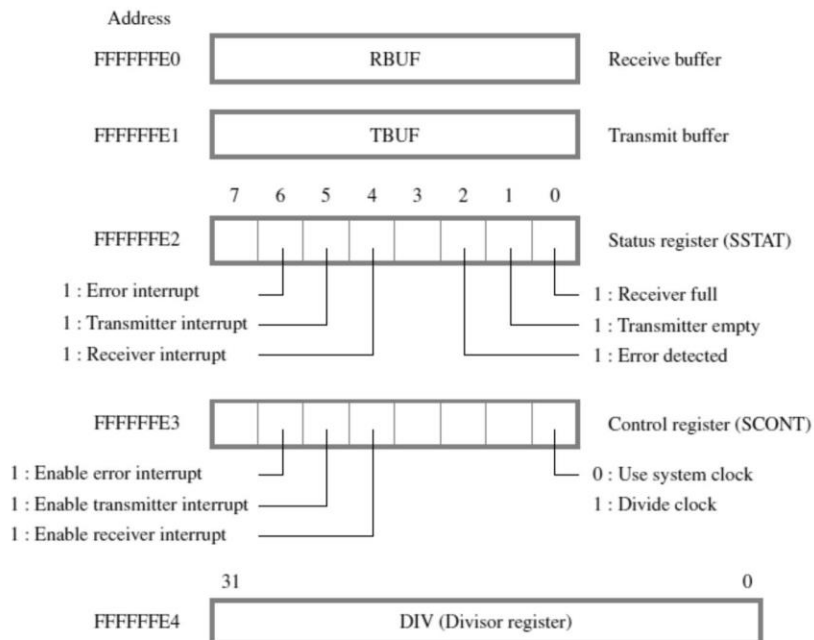 Address
FFFFFFE0 RBUF Receive buffer
FFFFFFE1 TBUF Transmit buffer
7 6 5 4 3 2 1 0
FFFFFFE2 Status register (SSTAT)
1 : Error interrupt 1 : Receiver full
1 : Transmitter interrupt 1 : Transmitter empty
1 : Receiver interrupt 1 : Error detected
FFFFFFE3 Control register (SCONT)
1 : Enable error interrupt 0 : Use system clock
1 : Enable transmitter interrupt 1 : Divide clock
1 : Enable receiver interrupt
31 0
FFFFFFE4 DIV (Divisor register)